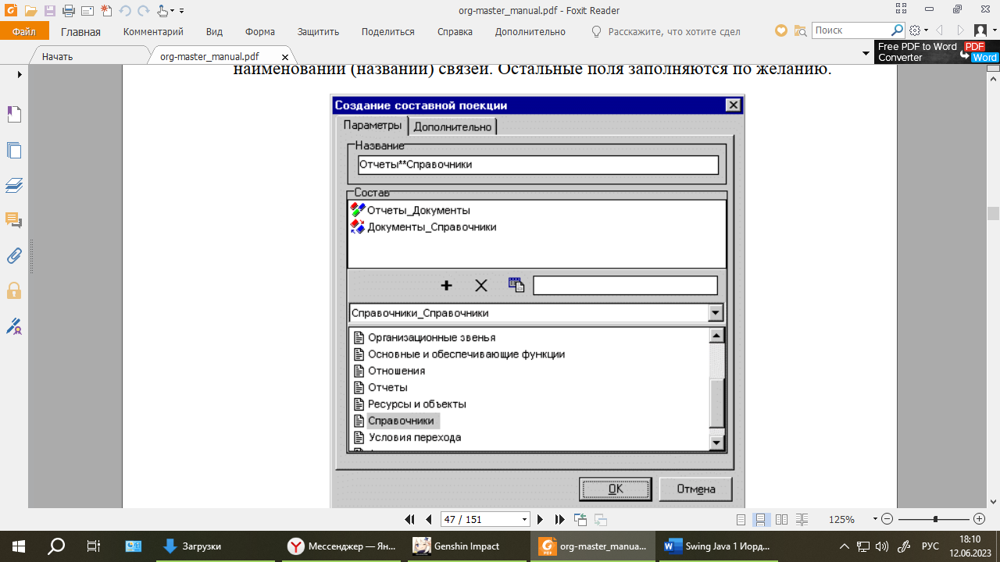 org-master_manual.pdf - Foxit Reader
Файл
Главная
Комментарий
Вид
Форма
Защитить
Поделиться
Справка
Дополнительно
Расскажите, что хотите сдел
Поиск
Начать
org-master_manual.pdf
Free PDF to Word
Converter
PDF
Word
наименований (названий) связей. Остальные поля заполняются по желанию.
Создание составной поекции
Параметры
Дополнительно
Название
Отчеты**Справочники
Состав
Отчеты_Документы
Документы_Справочники
Справочники_Справочники
Организационные звенья
Основные и обеспечивающие функции
Отношения
Отчеты
Ресурсы и объекты
Справочники
Условия перехода
OK
Отмена
47 / 151
125%
Загрузки
Мессенджер — Ян...
Genshin Impact
org-master_manua...
Swing Java 1 Иорд...
РУС
18:10
12.06.2023